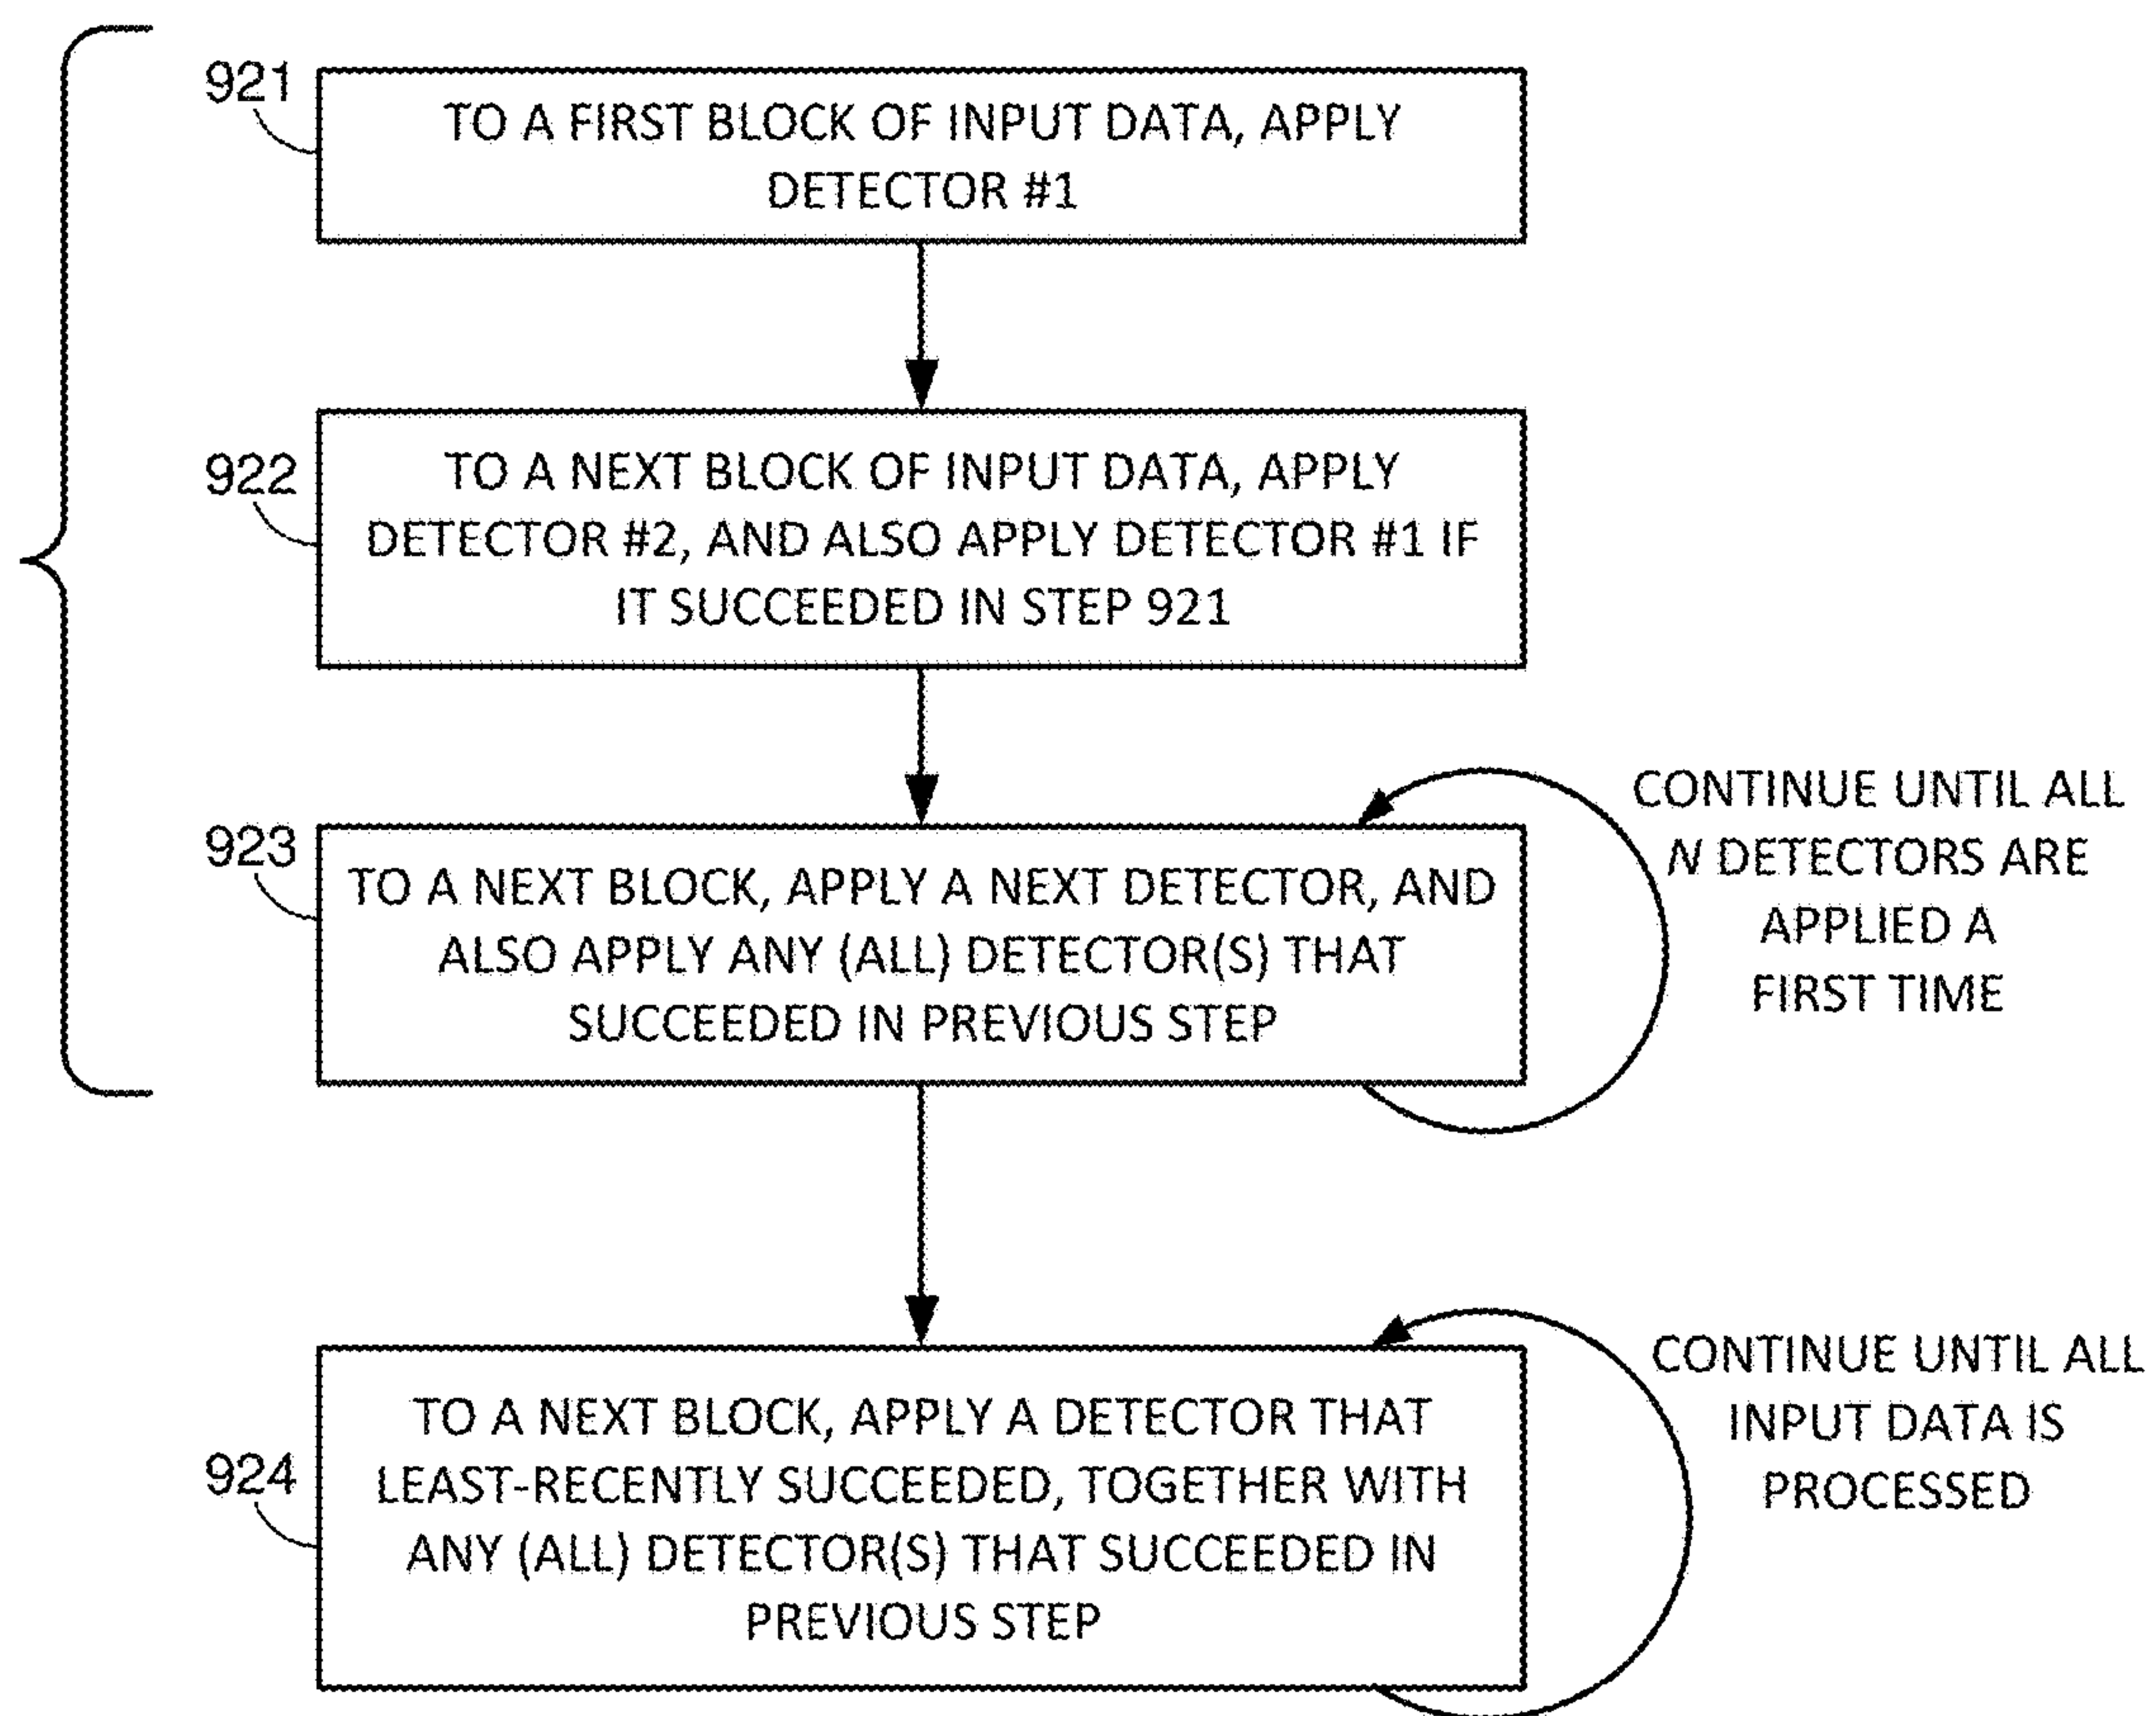 921
TO A FIRST BLOCK OF INPUT DATA, APPLY
DETECTOR #1
922
TO A NEXT BLOCK OF INPUT DATA, APPLY
DETECTOR #2, AND ALSO APPLY DETECTOR #1 IF
IT SUCCEEDED IN STEP 921
923
TO A NEXT BLOCK, APPLY A NEXT DETECTOR, AND
ALSO APPLY ANY (ALL) DETECTOR(S) THAT
SUCCEEDED IN PREVIOUS STEP
CONTINUE UNTIL ALL
N DETECTORS ARE
APPLIED A
FIRST TIME
924
TO A NEXT BLOCK, APPLY A DETECTOR THAT
LEAST-RECENTLY SUCCEEDED, TOGETHER WITH
ANY (ALL) DETECTOR(S) THAT SUCCEEDED IN
PREVIOUS STEP
CONTINUE UNTIL ALL
INPUT DATA IS
PROCESSED